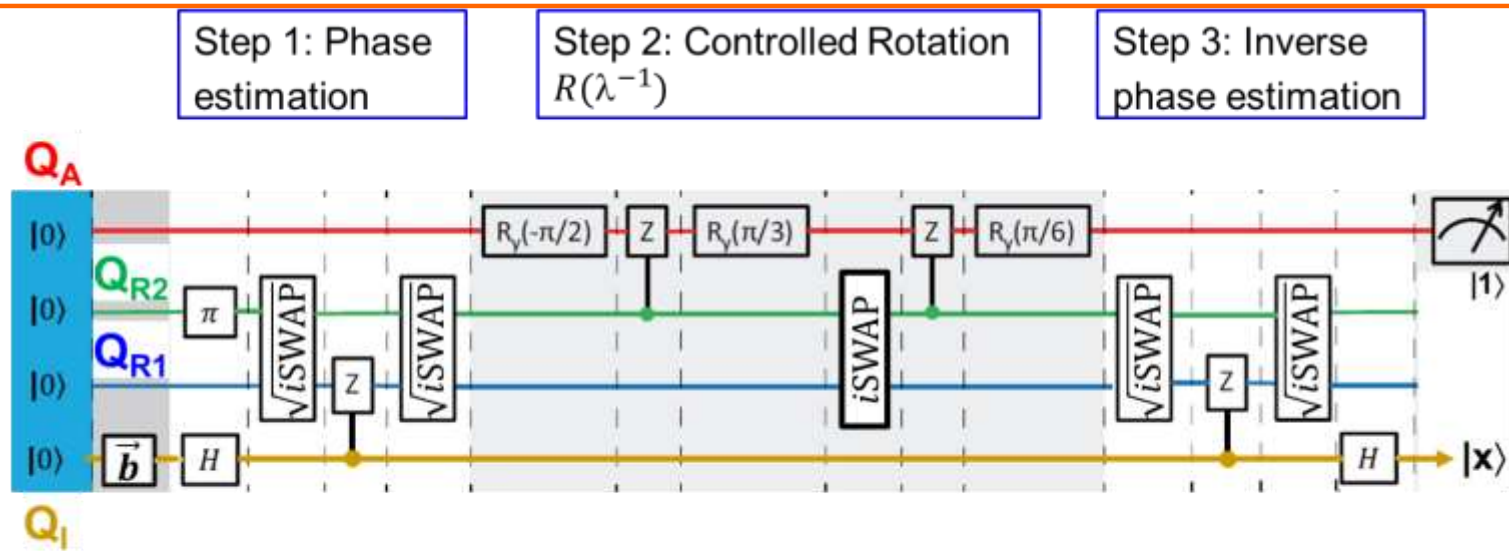 Step 1: Phase
estimation
Step 2: Controlled Rotation
R(λ⁻¹)
Step 3: Inverse
phase estimation
Q_A
|0⟩ R_y(-π/2) Z R_y(π/3) Z R_y(π/6)
|1⟩
Q_R2
|0⟩ π √iSWAP √iSWAP iSWAP √iSWAP √iSWAP
Q_R1
|0⟩ Z Z
|0⟩ b⃗ H H |x⟩
Q_I